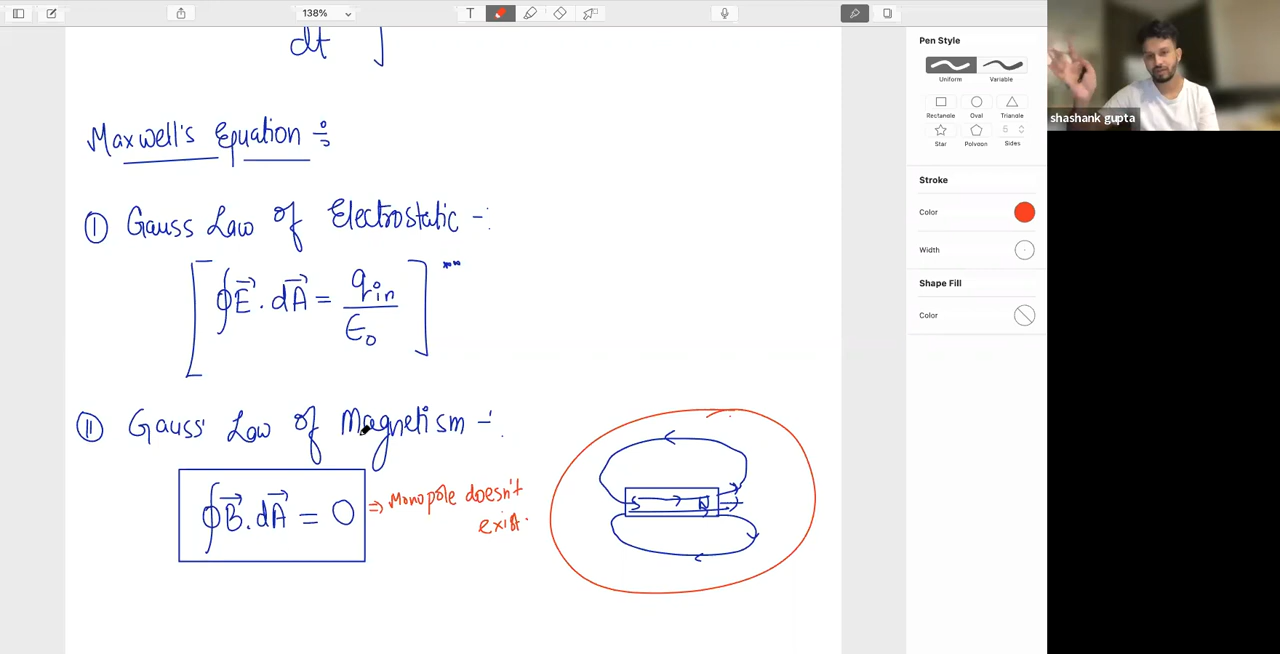 138%
T
dt
Maxwell's Equation ÷
I Gauss Law of Electrostatic -:
∮E⃗. dA⃗ = qin / ε0
II Gauss' Law of Magnetism -:
∮B⃗. dA⃗ = 0
⇒ Monopole doesn't
exist.
S N
Pen Style
Uniform Variable
Rectangle Oval Triangle
5
Star Polygon Sides
Stroke
Color
Width
Shape Fill
Color
shashank gupta